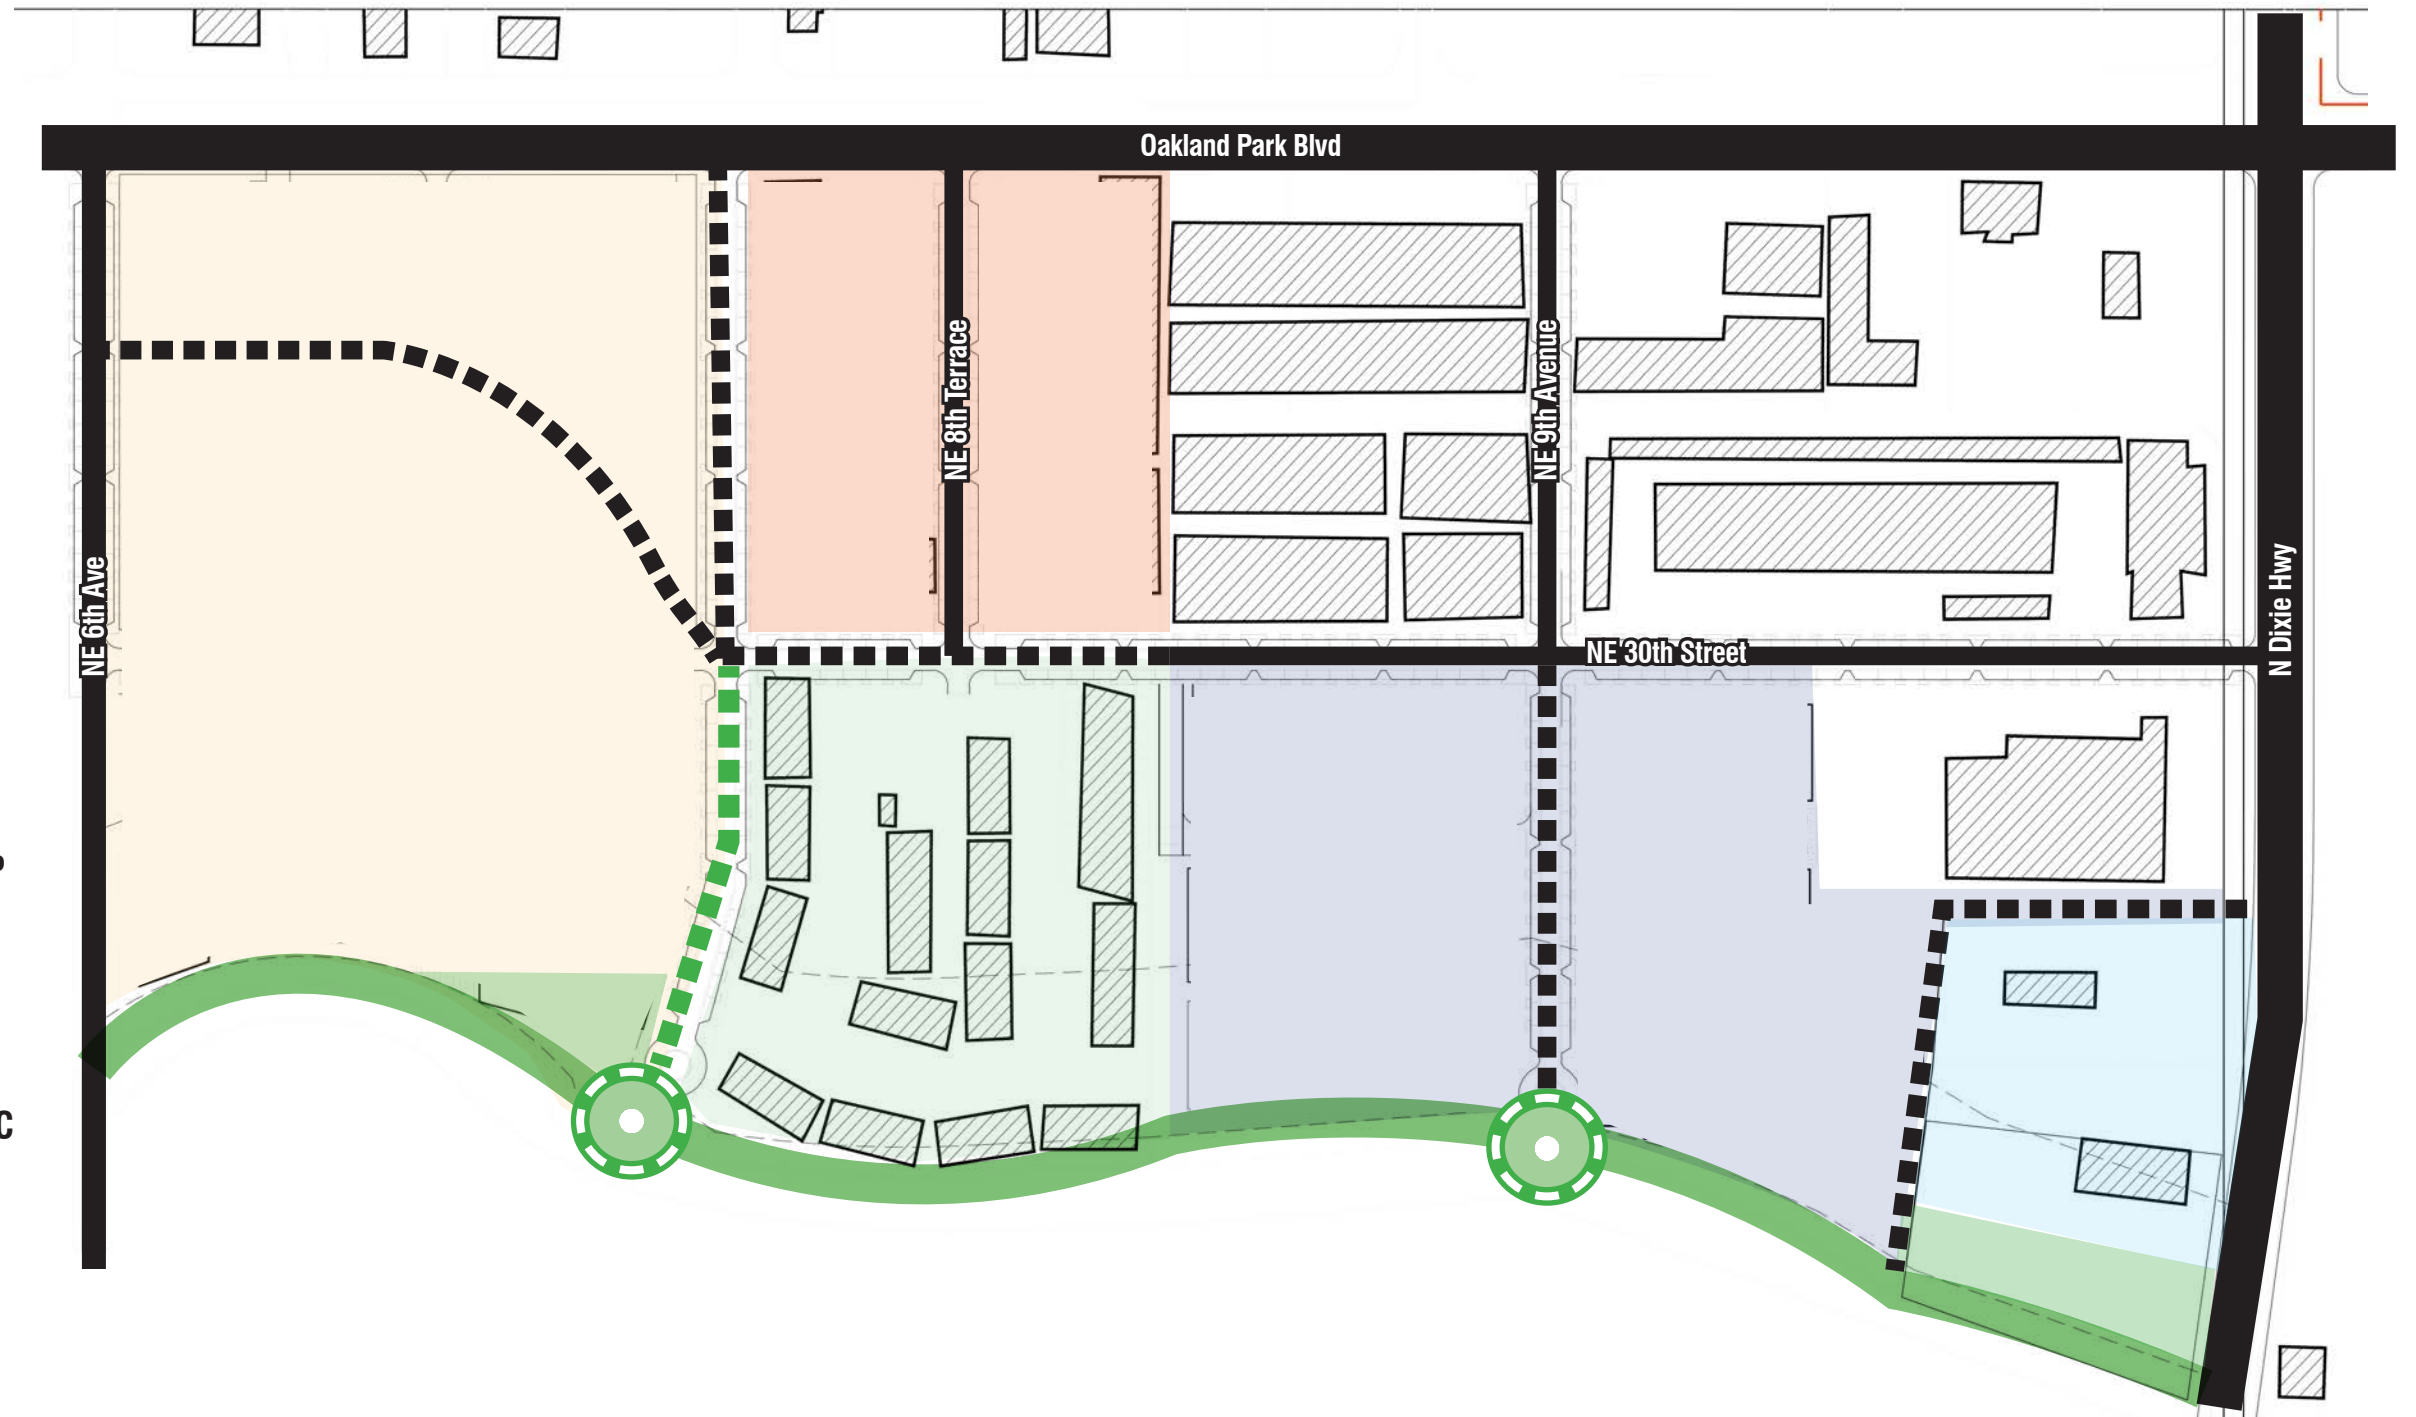 Oakland Park Blvd
NE 8th Terrace
NE 9th Avenue
NE 6th Ave
N Dixie Hwy
NE 30th Street
C